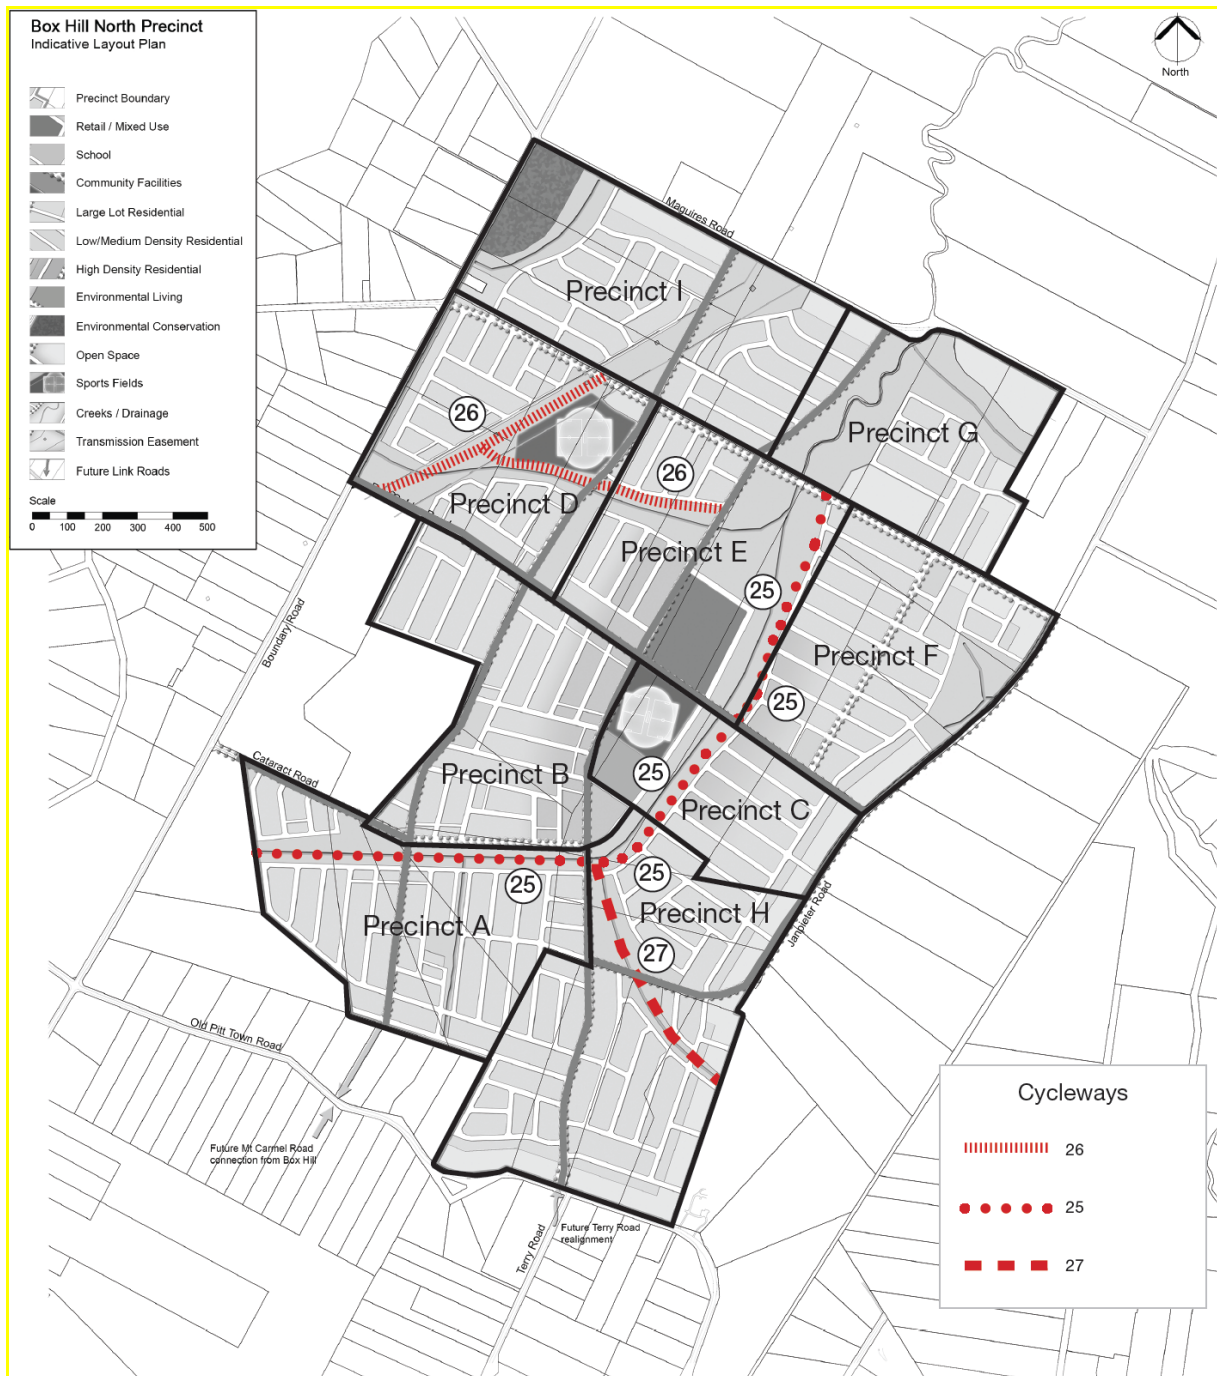 Box Hill North Precinct
Indicative Layout Plan
Precinct Boundary
Retail / Mixed Use
School
Community Facilities
Large Lot Residential
Low/Medium Density Residential
High Density Residential
Environmental Living
Environmental Conservation
Open Space
Sports Fields
Creeks / Drainage
Transmission Easement
Future Link Roads
Scale
0 100 200 300 400 500
North
Maguires Road
Precinct I
Precinct G
26
26
Precinct D
Precinct E
25
Boundary Road
Precinct F
25
Cataract Road
Precinct B
25
Precinct C
25
25
Precinct A
Precinct H
Janpieter Road
27
Old Pitt Town Road
Future Mt Carmel Road
connection from Box Hill
Terry Road
Future Terry Road
realignment
Cycleways
26
25
27